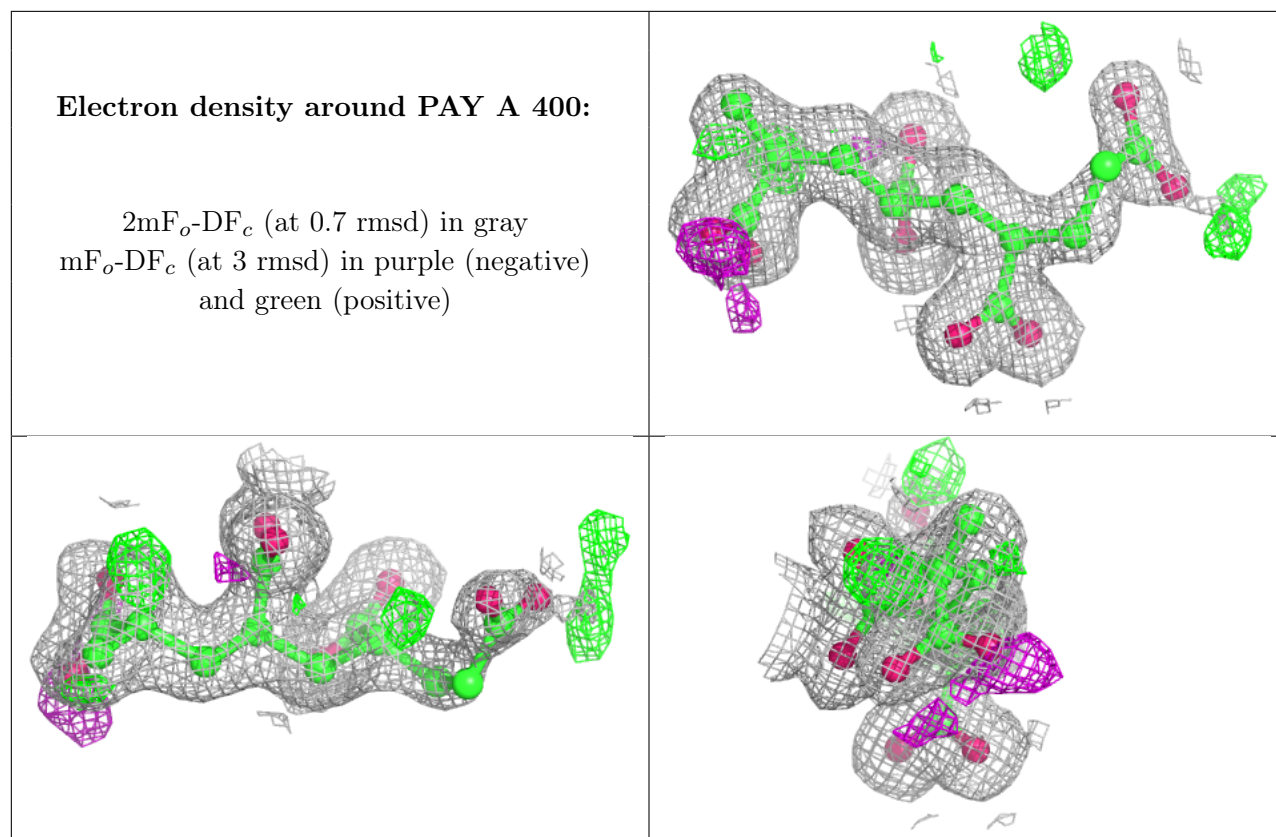 Electron density around PAY A 400:
2mFo-DFc (at 0.7 rmsd) in gray
mFo-DFc (at 3 rmsd) in purple (negative)
and green (positive)